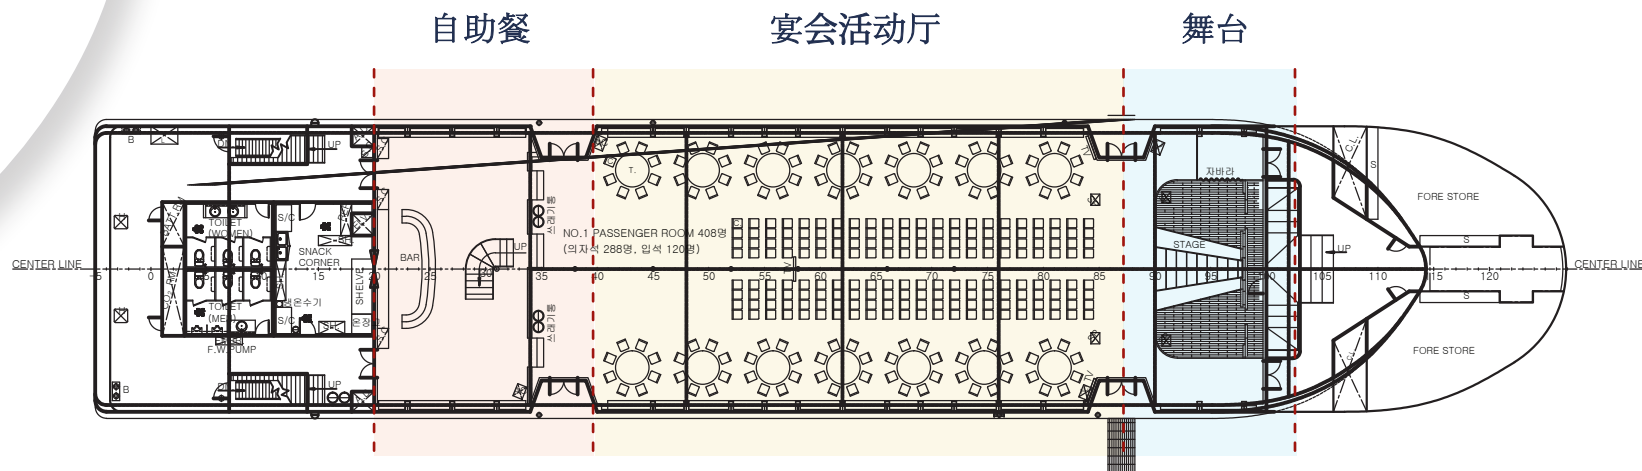 自助餐
宴会活动厅
舞台
B
UP
자바라
T.
C.L.
S
FORE STORE
S/C
TOILET
(WOMEN)
SNACK
CORNER
BAR
UP
쓰레기통
NO.1 PASSENGER ROOM 408명
(의자석 288명, 입석 120명)
STAGE
UP
S
CENTER LINE
CENTER LINE
-5 0 15 20 25 30 35 40 45 50 55 60 65 70 75 80 85 90 95 100 105 110 115 120
SHELVE
냉온수기
TOILET
(MEN)
S/C
쓰레기통
S
F.W.PUMP
FORE STORE
B
UP